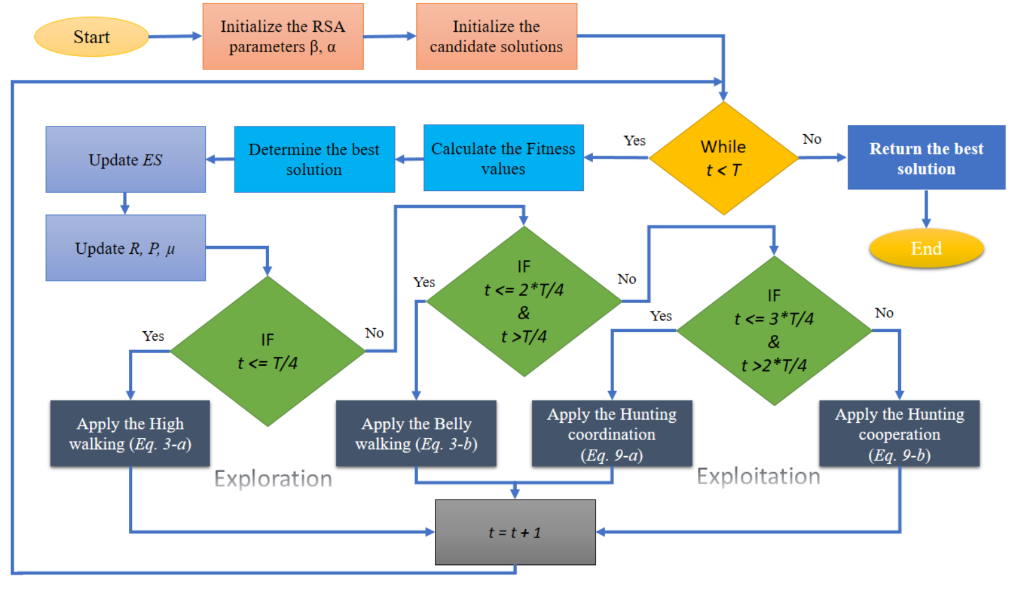 Start
Initialize the RSA
parameters β, α
Initialize the
candidate solutions
While
t < T
Yes
No
Return the best
solution
End
Calculate the Fitness
values
Determine the best
solution
Update ES
Update R, P, μ
IF
t <= T/4
Yes
No
IF
t <= 2*T/4
&
t >T/4
Yes
No
IF
t <= 3*T/4
&
t >2*T/4
Yes
No
Apply the High
walking (Eq. 3-a)
Apply the Belly
walking (Eq. 3-b)
Apply the Hunting
coordination
(Eq. 9-a)
Apply the Hunting
cooperation
(Eq. 9-b)
Exploration
Exploitation
t = t + 1